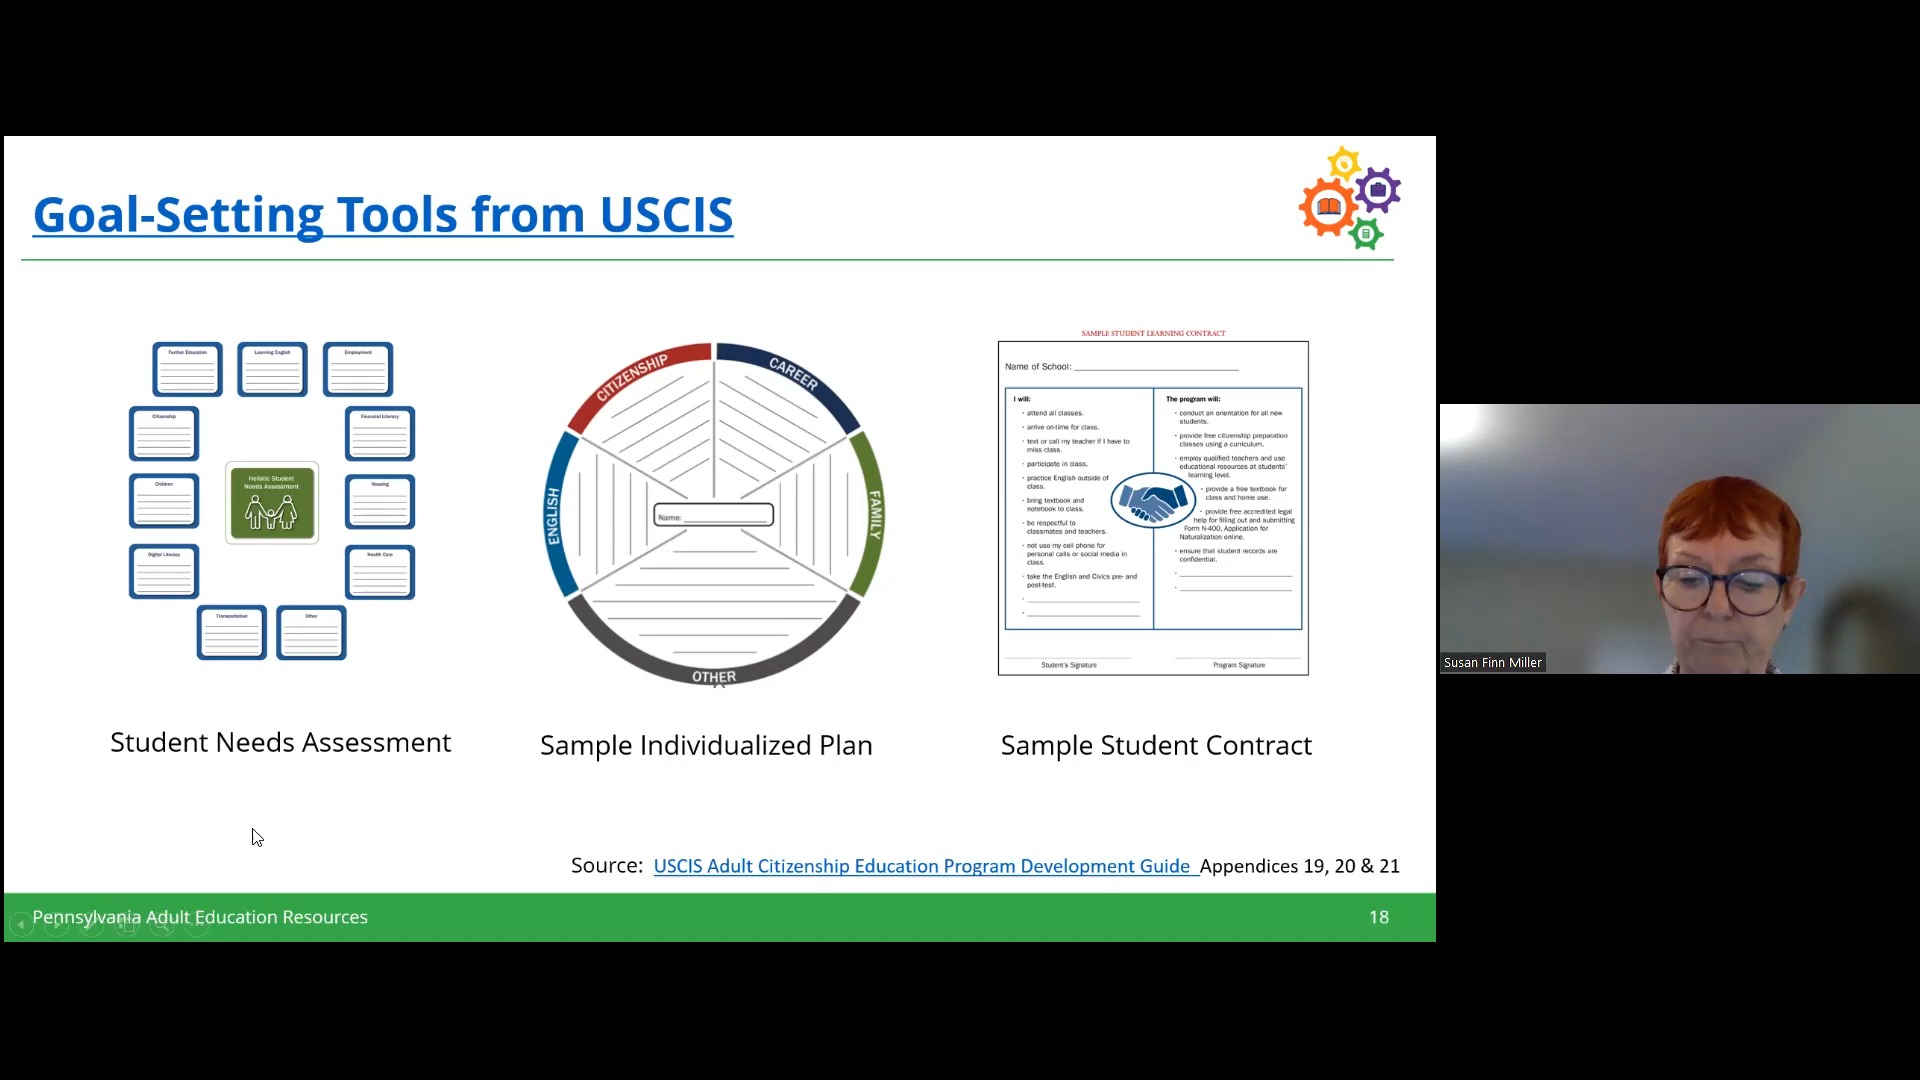 Goal-Setting Tools from USCIS
Further Education
Learning English
Employment
Citizenship
Financial Literacy
Children
Holistic Student
Needs Assessment
Housing
Digital Literacy
Health Care
Transportation
Other
CITIZENSHIP
CAREER
ENGLISH
FAMILY
Name:
OTHER
SAMPLE STUDENT LEARNING CONTRACT
Name of School:
I will:
· attend all classes.
· arrive on-time for class.
· text or call my teacher if I have to
miss class.
· participate in class.
· practice English outside of
class.
· bring textbook and
notebook to class.
· be respectful to
classmates and teachers.
· not use my cell phone for
personal calls or social media in
class.
· take the English and Civics pre- and
post-test.
The program will:
· conduct an orientation for all new
students.
· provide free citizenship preparation
classes using a curriculum.
· employ qualified teachers and use
educational resources at students'
learning level.
· provide a free textbook for
class and home use.
· provide free accredited legal
help for filling out and submitting
Form N-400, Application for
Naturalization online.
· ensure that student records are
confidential.
Student's Signature
Program Signature
Student Needs Assessment
Sample Individualized Plan
Sample Student Contract
Source: USCIS Adult Citizenship Education Program Development Guide Appendices 19, 20 & 21
Pennsylvania Adult Education Resources
18
Susan Finn Miller